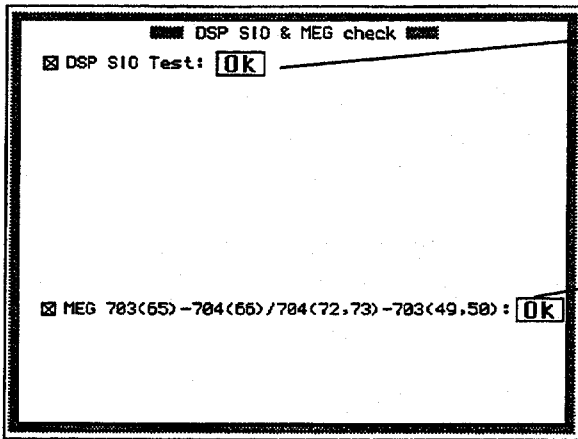 DSP SIO & MEG check
DSP SIO Test: Ok
MEG 703(65)-704(66)/704(72,73)-703(49,50): Ok